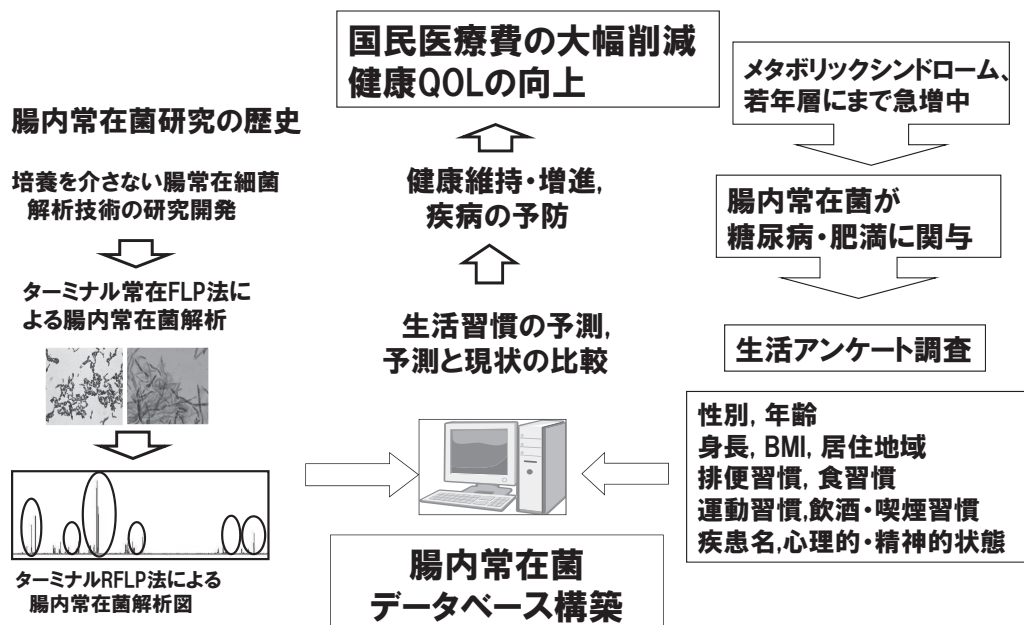 国民医療費の大幅削減
健康QOLの向上
メタボリックシンドローム、
若年層にまで急増中
腸内常在菌研究の歴史
培養を介さない腸常在細菌
解析技術の研究開発
健康維持・増進,
疾病の予防
腸内常在菌が
糖尿病・肥満に関与
ターミナル常在FLP法に
よる腸内常在菌解析
生活習慣の予測,
予測と現状の比較
生活アンケート調査
性別, 年齢
身長, BMI, 居住地域
排便習慣, 食習慣
運動習慣,飲酒・喫煙習慣
疾患名,心理的・精神的状態
ターミナルRFLP法による
腸内常在菌解析図
腸内常在菌
データベース構築